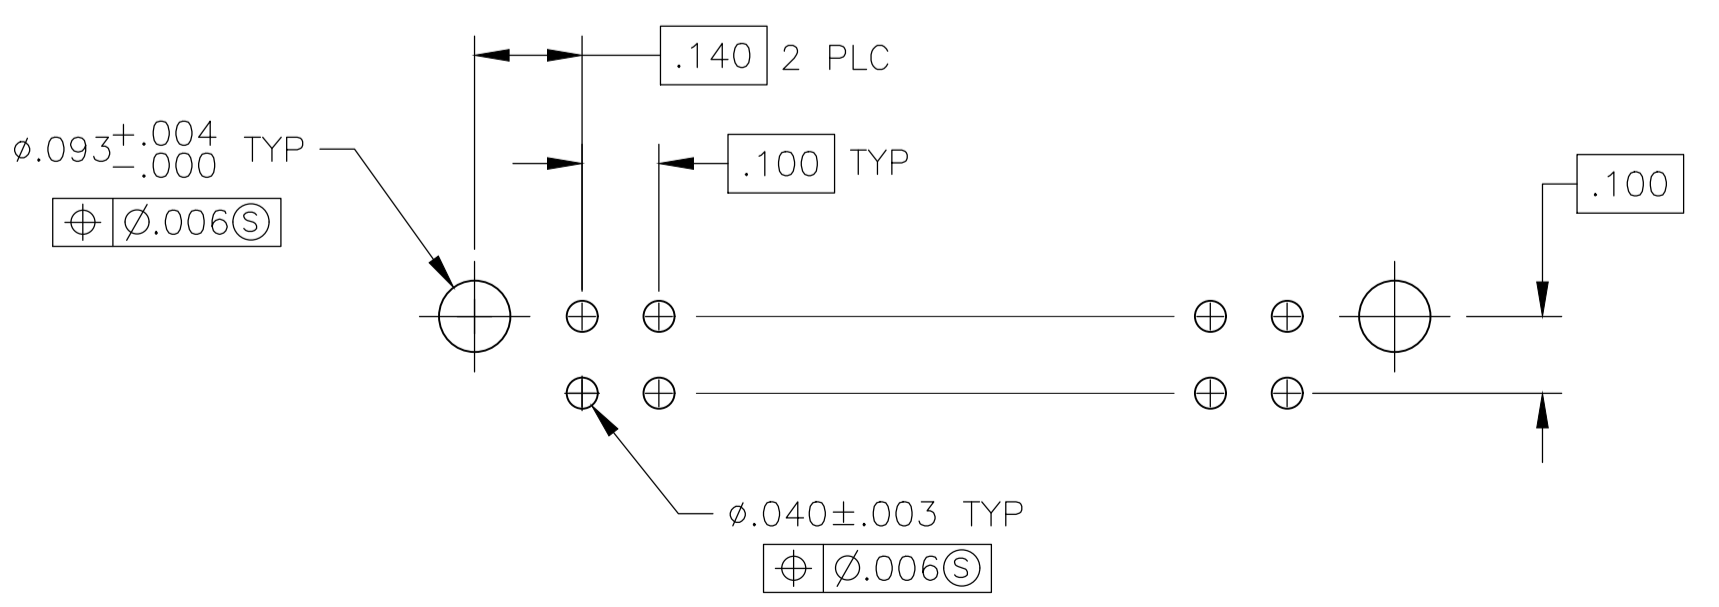 .140 2 PLC
⌀.093 +.004 -.000 TYP
.100 TYP
.100
⌖ ⌀.006Ⓢ
⌀.040±.003 TYP
⌖ ⌀.006Ⓢ